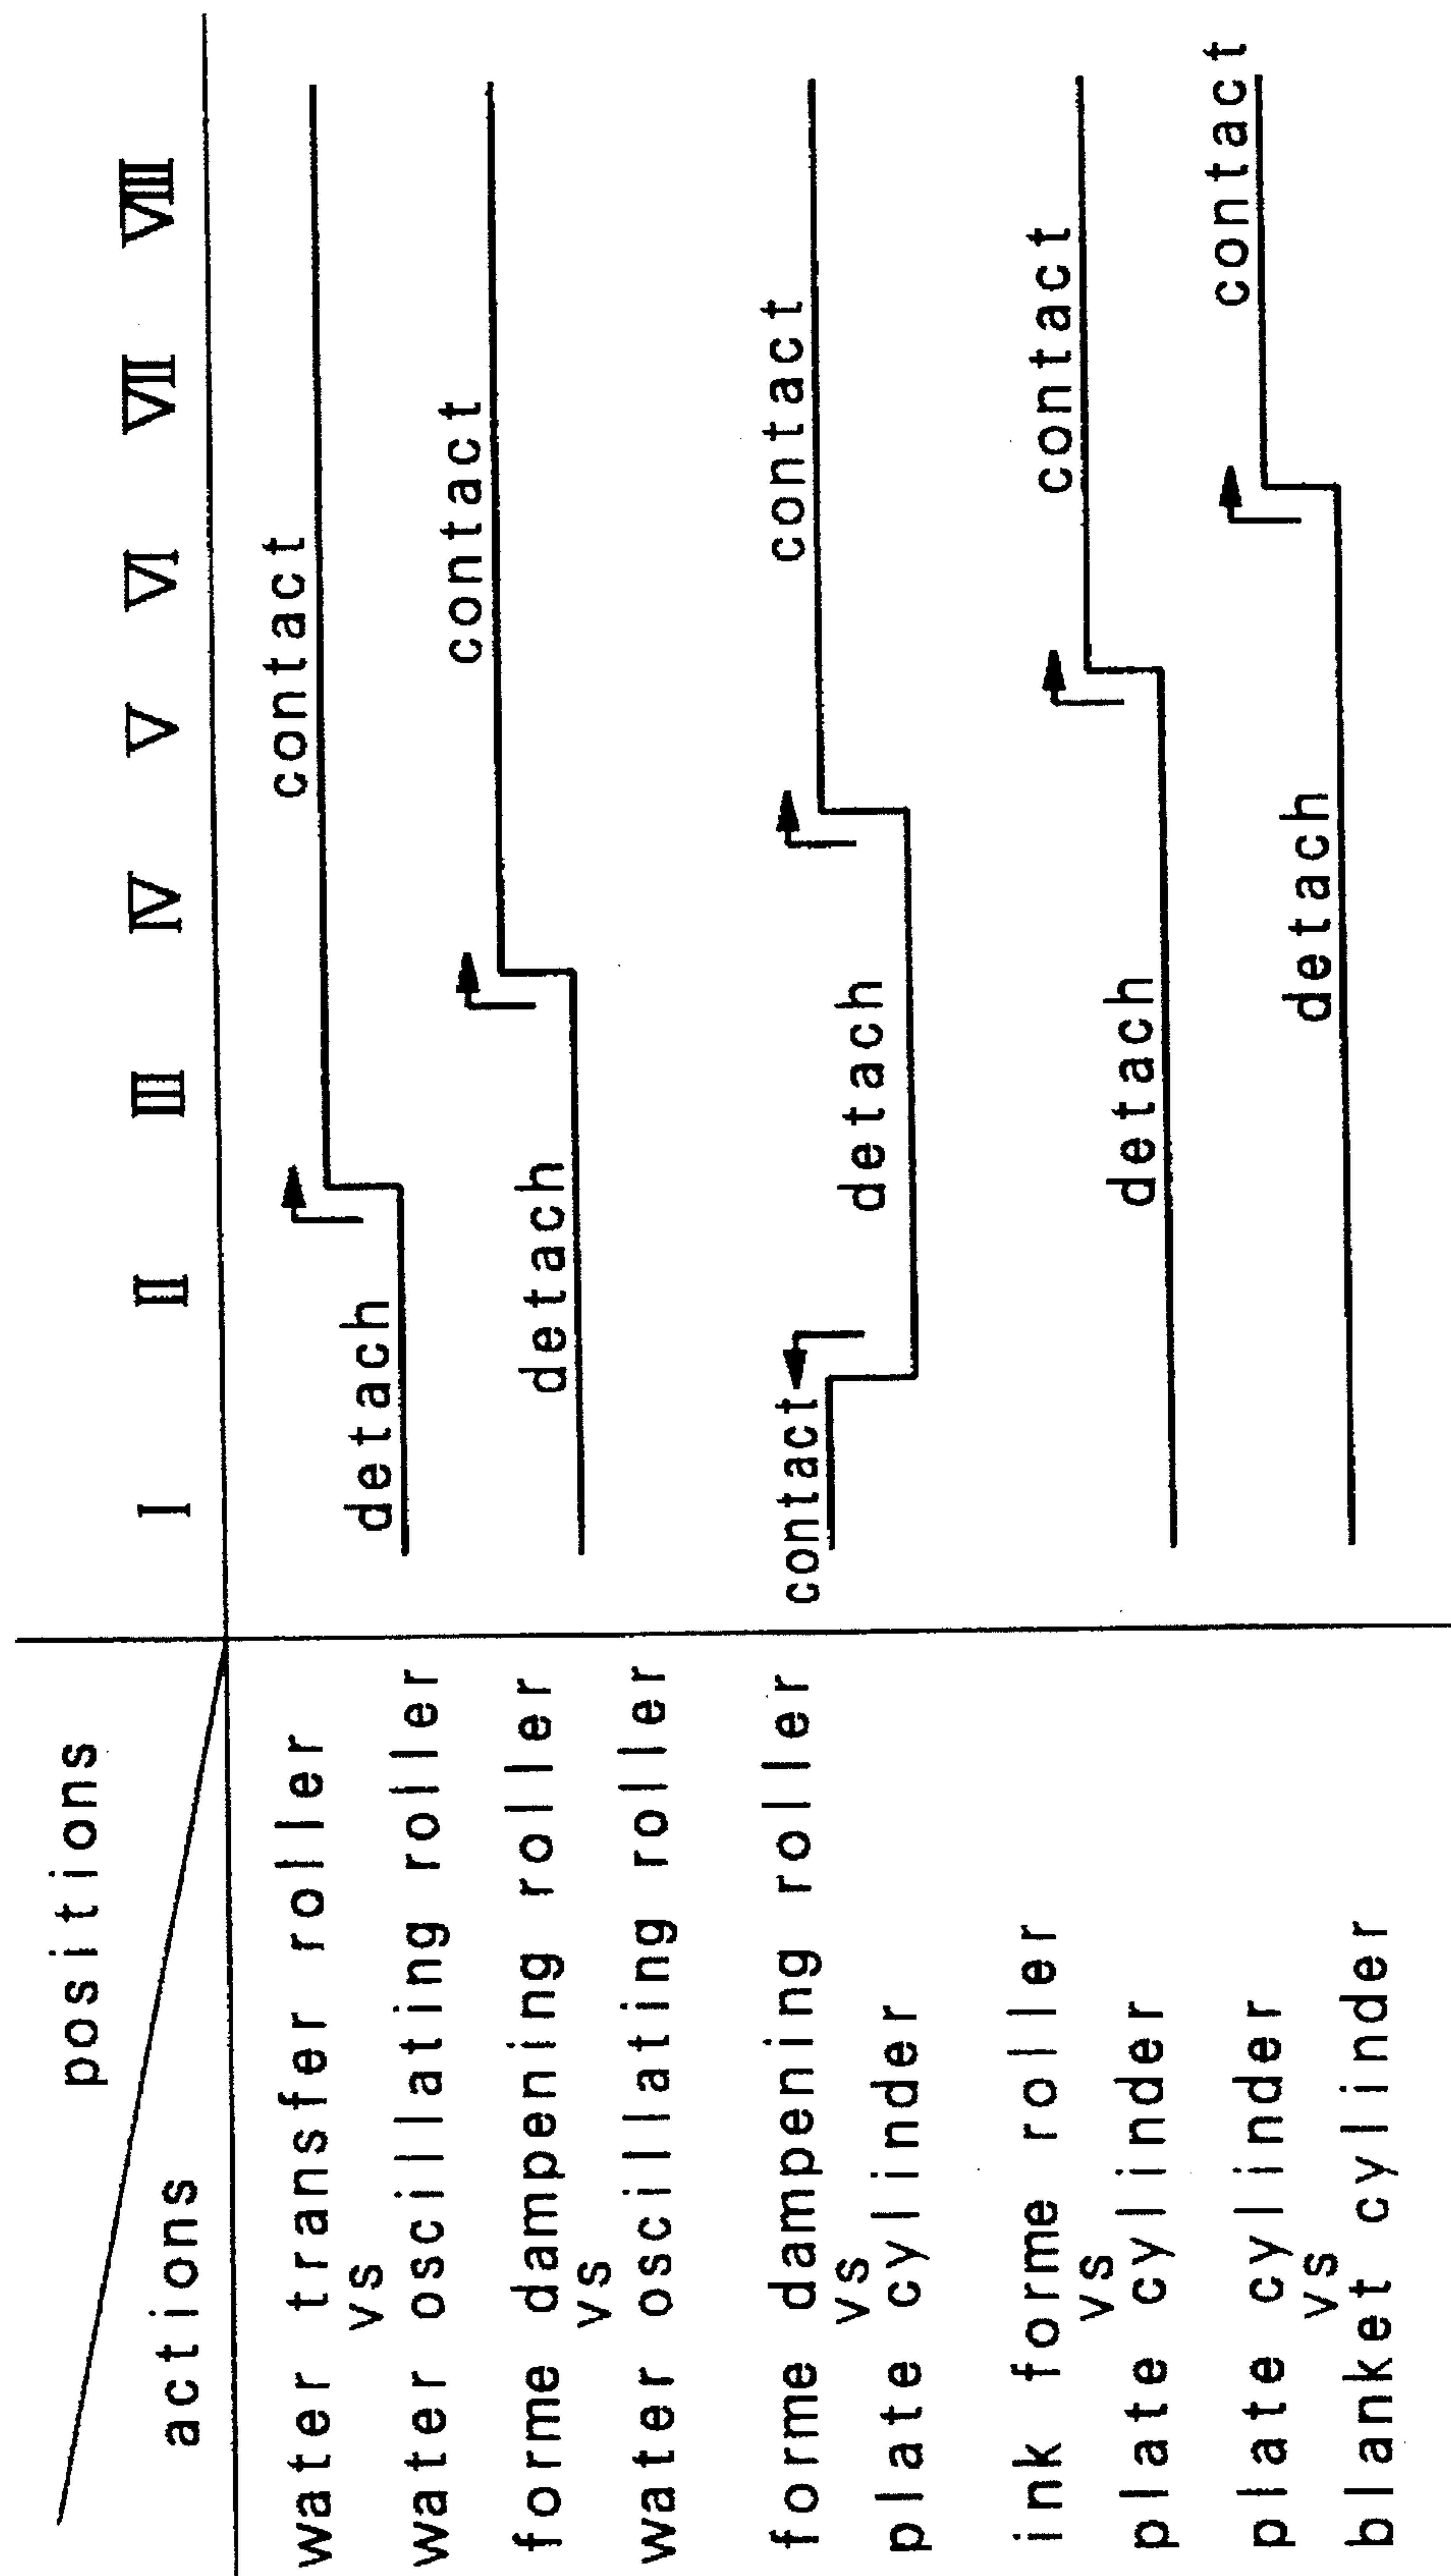 positions
actions
I II III IV V VI VII VIII
water transfer roller
vs
water oscillating roller
detach contact
forme dampening roller
vs
water oscillating roller
detach contact
forme dampening roller
vs
plate cylinder
contact detach contact
ink forme roller
vs
plate cylinder
detach contact
plate cylinder
vs
blanket cylinder
detach contact